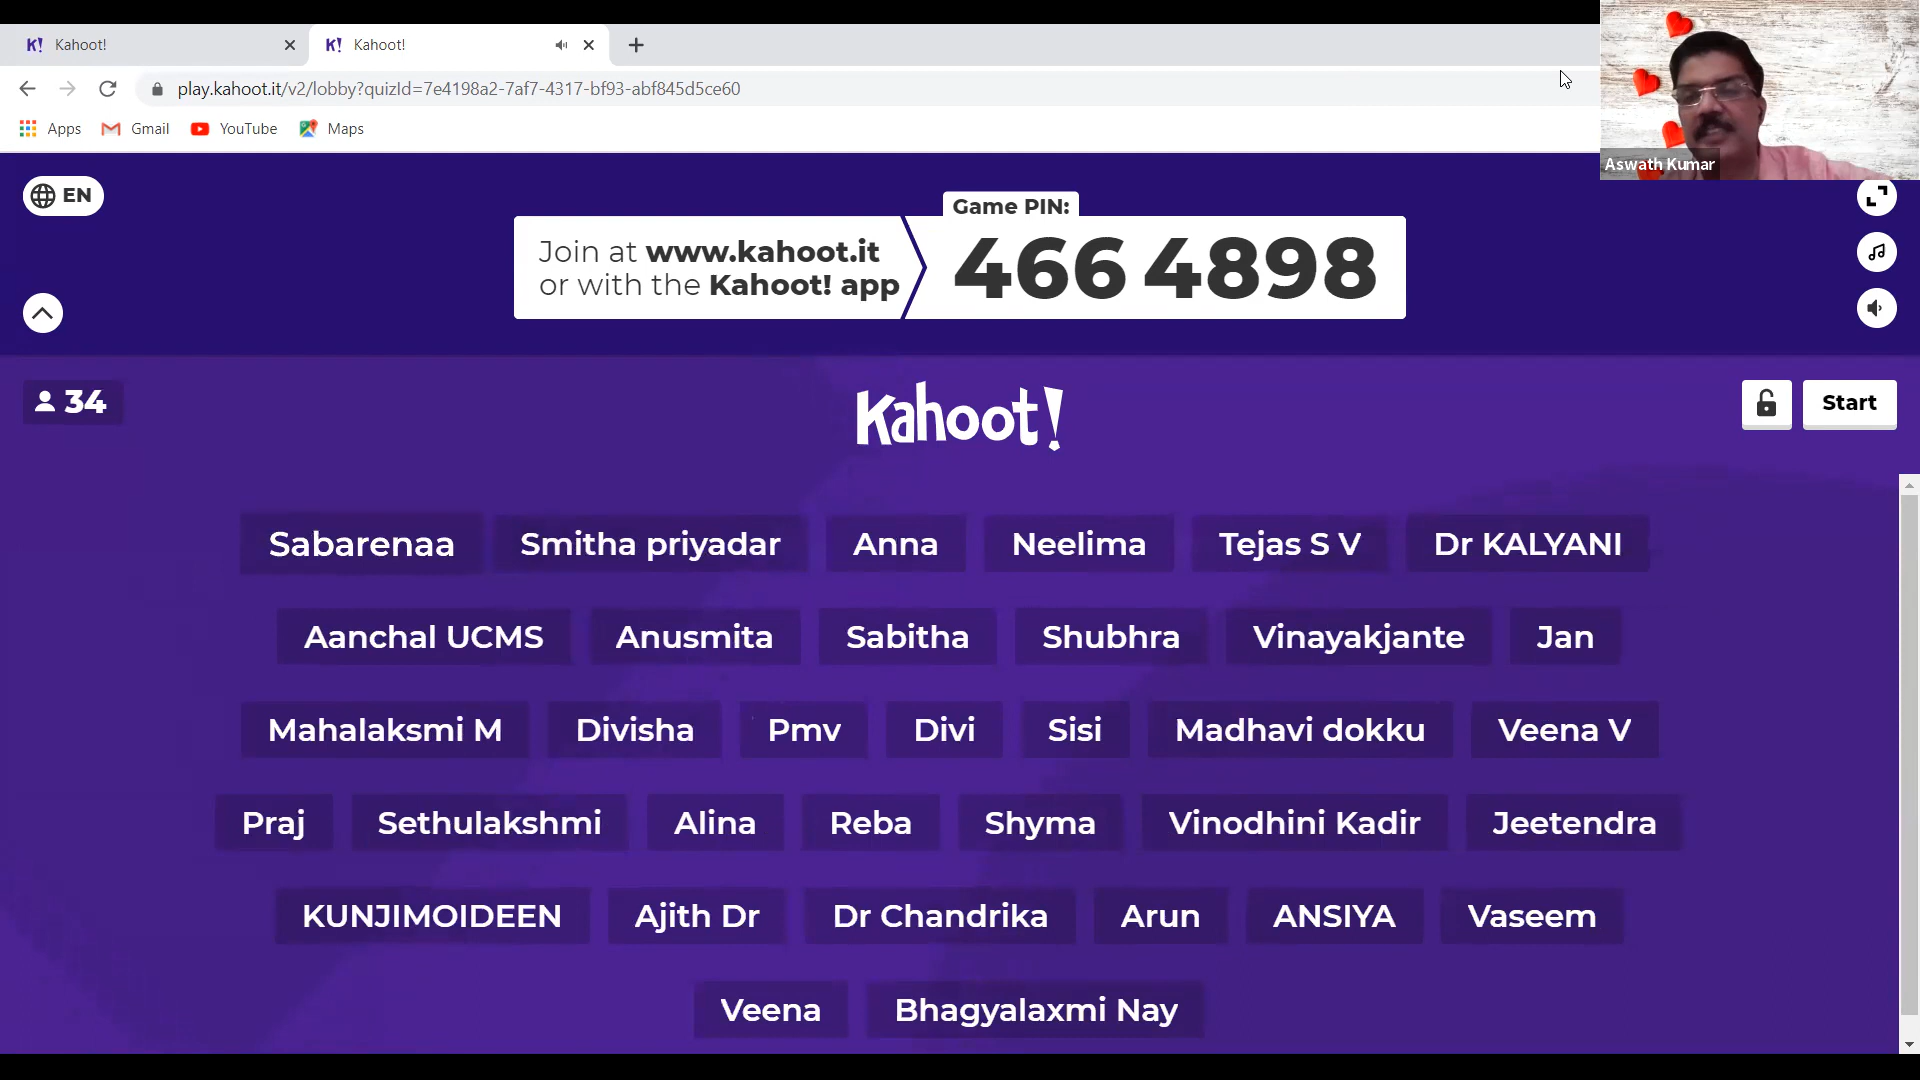 Kahoot! Kahoot!
play.kahoot.it/v2/lobby?quizId=7e4198a2-7af7-4317-bf93-abf845d5ce60
Apps Gmail YouTube Maps
Aswath Kumar
EN
Game PIN:
Join at www.kahoot.it
or with the Kahoot! app
466 4898
34
Kahoot!
Start
Sabarenaa Smitha priyadar Anna Neelima Tejas S V Dr KALYANI
Aanchal UCMS Anusmita Sabitha Shubhra Vinayakjante Jan
Mahalaksmi M Divisha Pmv Divi Sisi Madhavi dokku Veena V
Praj Sethulakshmi Alina Reba Shyma Vinodhini Kadir Jeetendra
KUNJIMOIDEEN Ajith Dr Dr Chandrika Arun ANSIYA Vaseem
Veena Bhagyalaxmi Nay